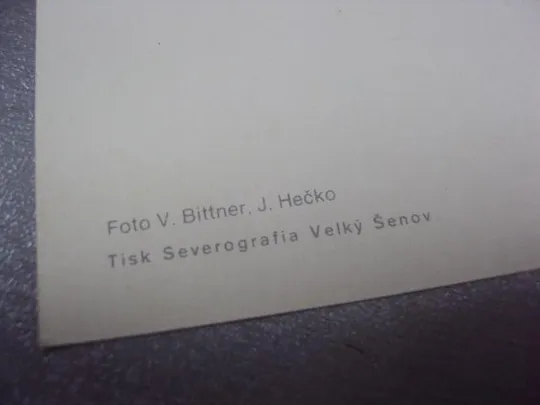 Foto V. Bittner, J. Hečko
Tisk Severografia Velký Šenov